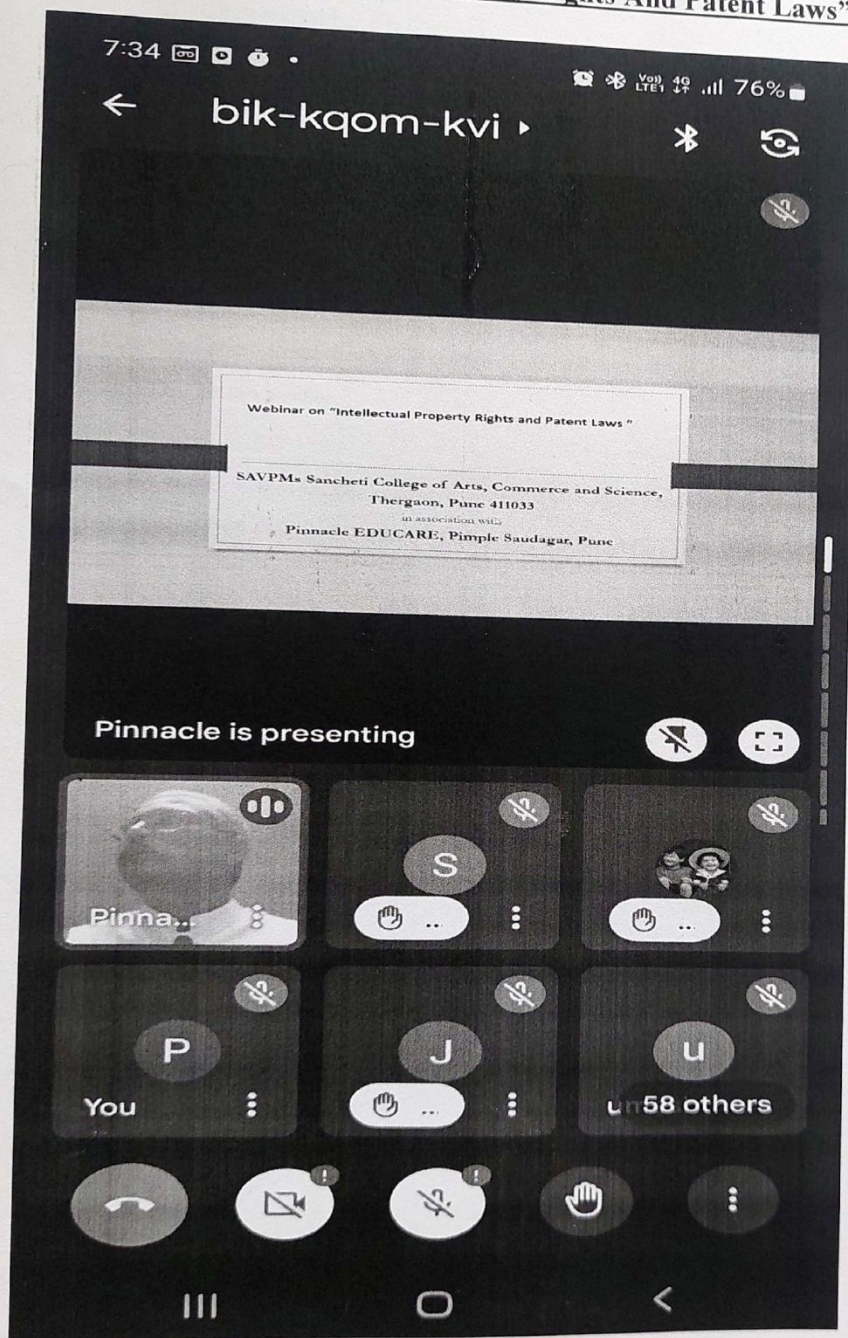 And Patent Laws”
7:34
76%
bik-kqom-kvi
Webinar on “Intellectual Property Rights and Patent Laws ”
SAVPMs Sancheti College of Arts, Commerce and Science,
Thergaon, Pune 411033
in association with
Pinnacle EDUCARE, Pimple Saudagar, Pune
Pinnacle is presenting
Pinna...
S
...
...
P
You
J
...
u
58 others